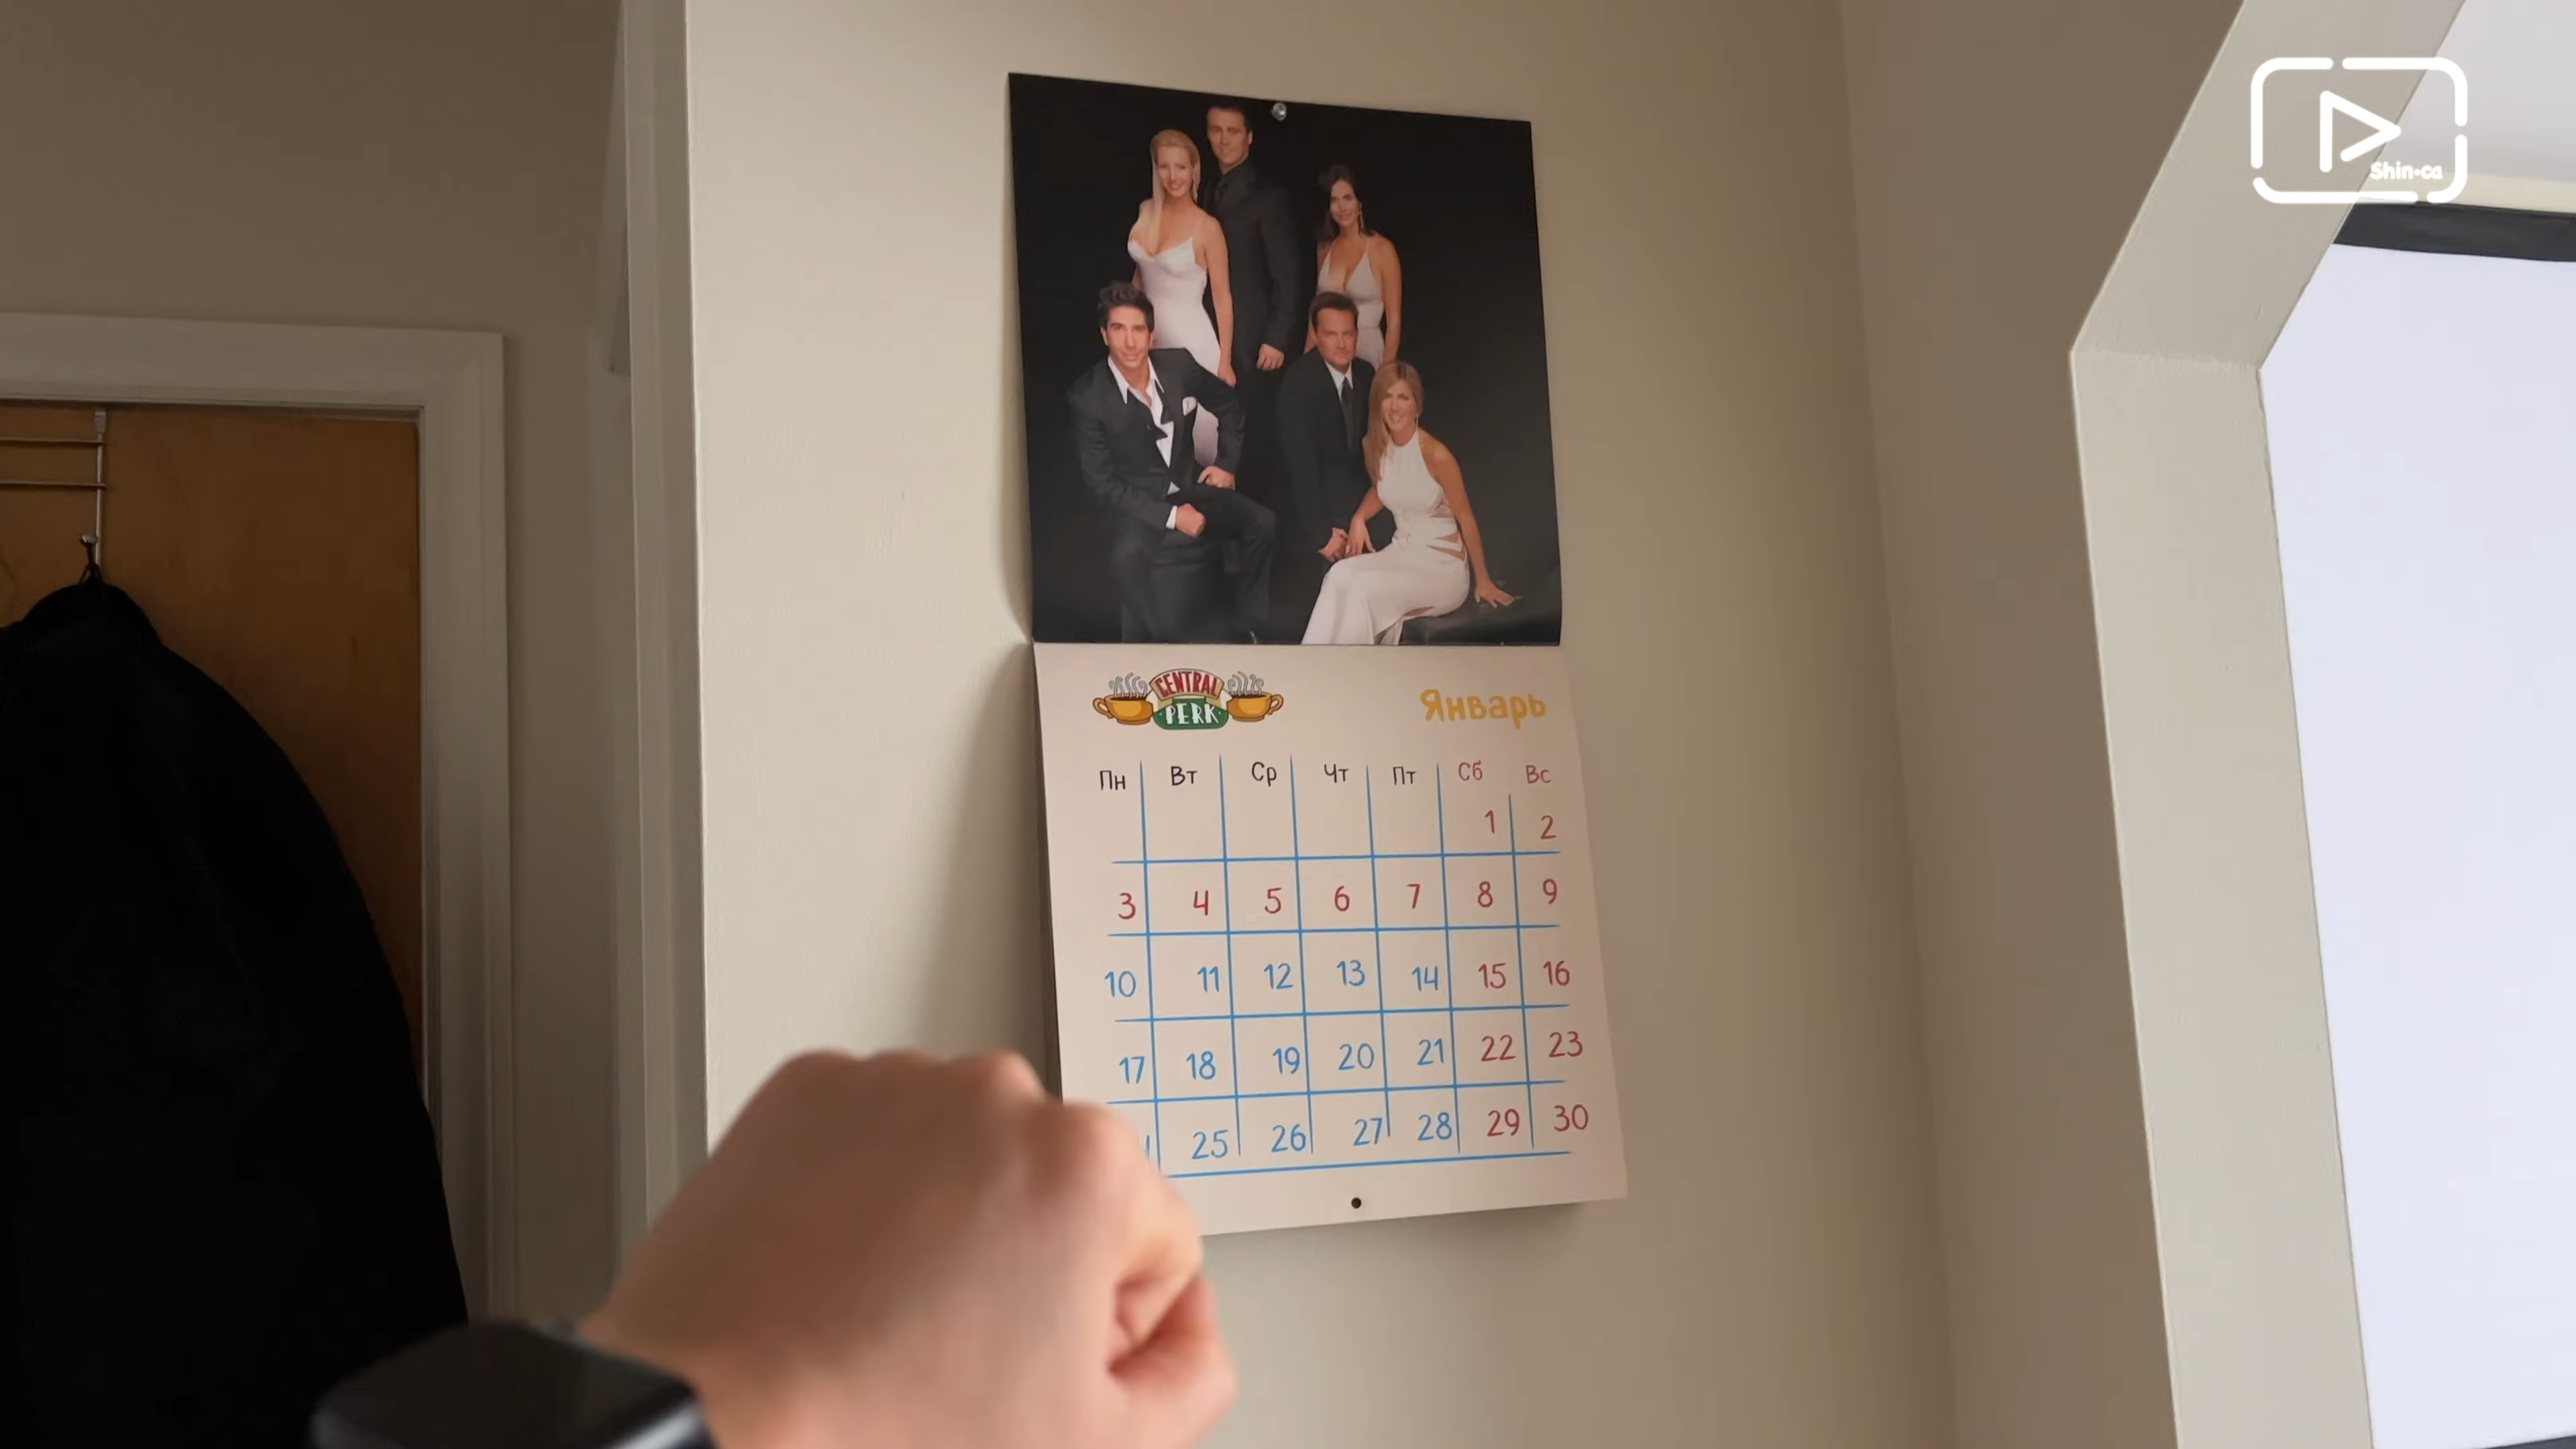 Shin-ca
CENTRAL
PERK
Январь
Пн Вт Ср Чт Пт Сб Вс
1 2
3 4 5 6 7 8 9
10 11 12 13 14 15 16
17 18 19 20 21 22 23
25 26 27 28 29 30